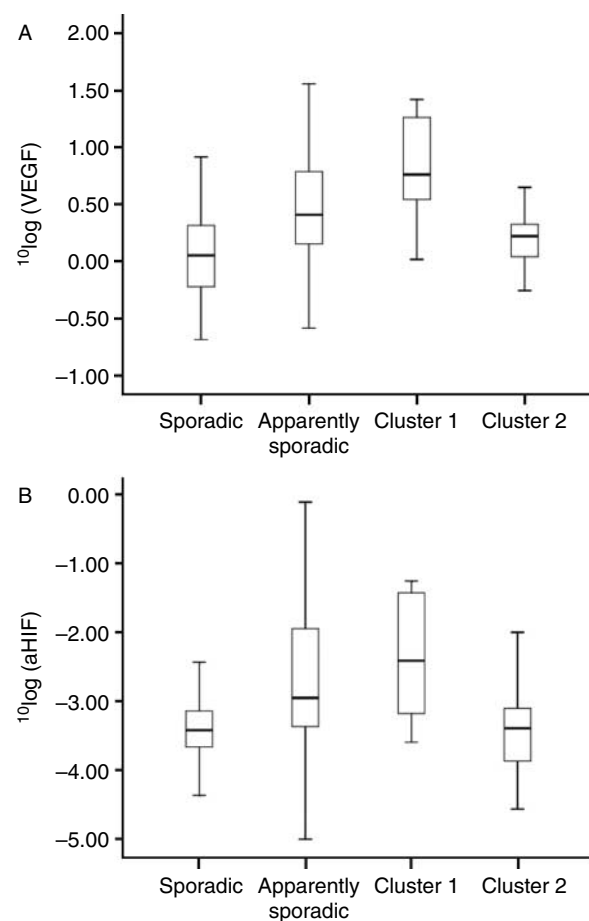 A
2.00
1.50
1.00
0.50
0.00
–0.50
–1.00
¹⁰log (VEGF)
Sporadic Apparently sporadic Cluster 1 Cluster 2
B
0.00
–1.00
–2.00
–3.00
–4.00
–5.00
¹⁰log (aHIF)
Sporadic Apparently sporadic Cluster 1 Cluster 2